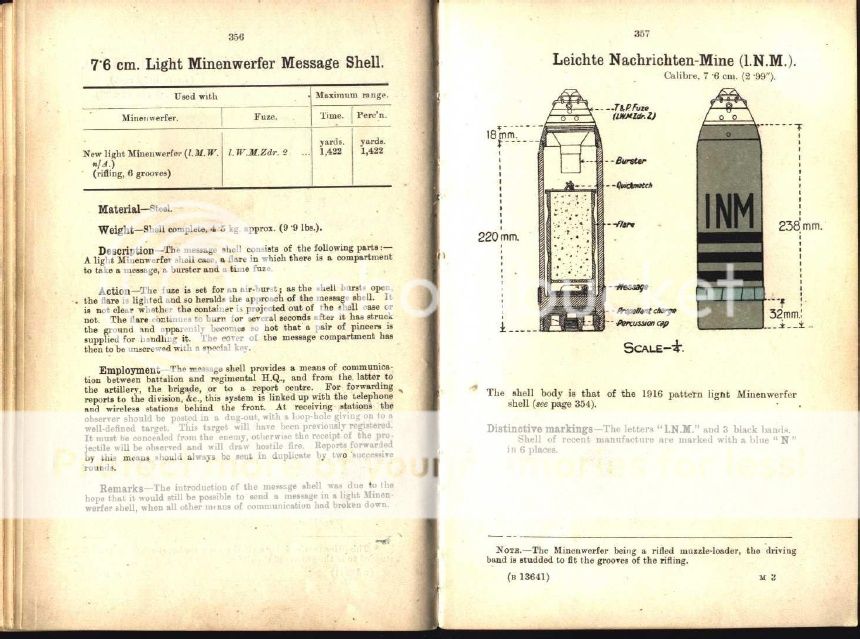 356
7·6 cm. Light Minenwerfer Message Shell.
Used with
Maximum range.
Minenwerfer.
Fuze.
Time.
Perc'n.
yards.
yards.
New light Minenwerfer (l.M.W.
l.W.M.Zdr. 2 ...
1,422
1,422
n/A.)
(rifling, 6 grooves)
Material—Steel.
Weight—Shell complete, 4·5 kg. approx. (9·9 lbs.).
Description—The message shell consists of the following parts:—
A light Minenwerfer shell case, a flare in which there is a compartment
to take a message, a burster and a time fuze.
Action—The fuze is set for an air-burst; as the shell bursts open,
the flare is lighted and so heralds the approach of the message shell. It
is not clear whether the container is projected out of the shell case or
not. The flare continues to burn for several seconds after it has struck
the ground and apparently becomes so hot that a pair of pincers is
supplied for handling it. The cover of the message compartment has
then to be unscrewed with a special key.
Employment—The message shell provides a means of communica-
tion between battalion and regimental H.Q., and from the latter to
the artillery, the brigade, or to a report centre. For forwarding
reports to the division, &c., this system is linked up with the telephone
and wireless stations behind the front. At receiving stations the
observer should be posted in a dug-out, with a loop-hole giving on to a
well-defined target. This target will have been previously registered.
It must be concealed from the enemy, otherwise the receipt of the pro-
jectile will be observed and will draw hostile fire. Reports forwarded
by this means should always be sent in duplicate by two successive
rounds.
Remarks—The introduction of the message shell was due to the
hope that it would still be possible to send a message in a light Minen-
werfer shell, when all other means of communication had broken down.
357
Leichte Nachrichten-Mine (l.N.M.).
Calibre, 7·6 cm. (2·99").
T & P. Fuze
(l.W.M.Zdr. 2)
18 mm.
Burster
Quickmatch
flare
220 mm.
Message
Propellant charge
Percussion cap
INM
238 mm.
32 mm.
SCALE–¼.
The shell body is that of the 1916 pattern light Minenwerfer
shell (see page 354).
Distinctive markings—The letters "l.N.M." and 3 black bands.
Shell of recent manufacture are marked with a blue "N"
in 6 places.
NOTE.—The Minenwerfer being a rifled muzzle-loader, the driving
band is studded to fit the grooves of the rifling.
(B 13641)
M 3